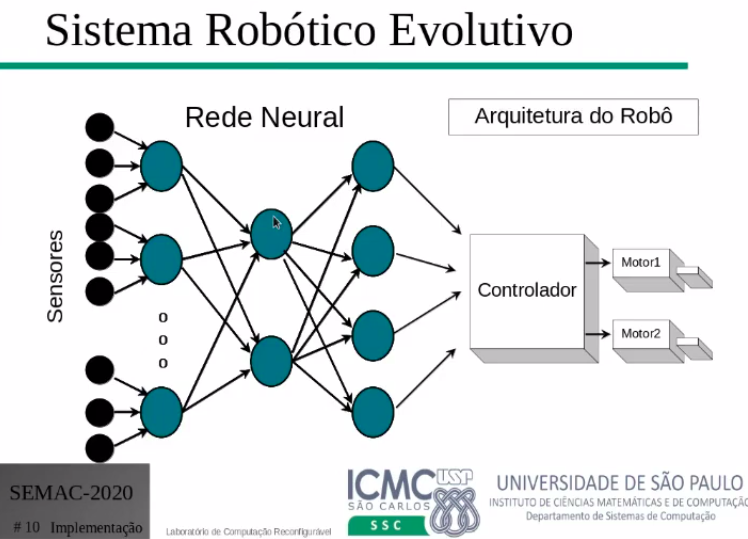 Sistema Robótico Evolutivo
Rede Neural
Arquitetura do Robô
Sensores
o
o
o
Controlador
Motor1
Motor2
SEMAC-2020
# 10 Implementação
Laboratório de Computação Reconfigurável
ICMC USP
SÃO CARLOS
SSC
UNIVERSIDADE DE SÃO PAULO
INSTITUTO DE CIÊNCIAS MATEMÁTICAS E DE COMPUTAÇÃO
Departamento de Sistemas de Computação